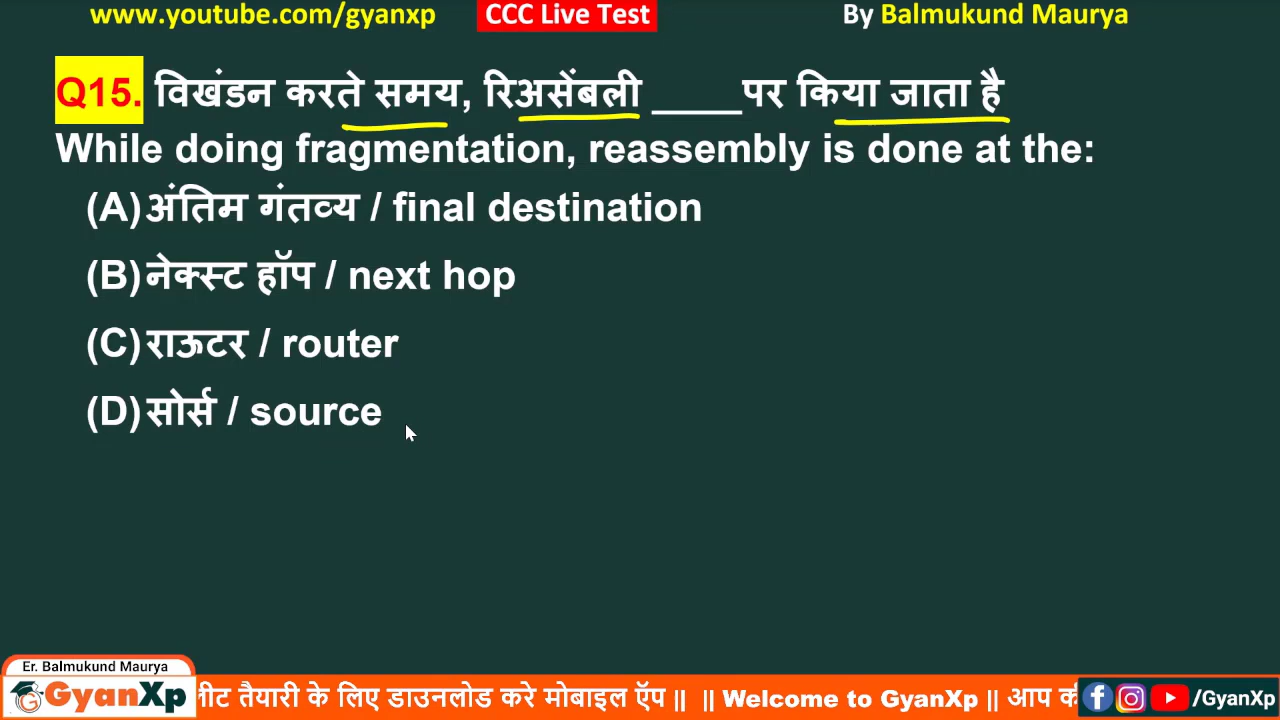 www.youtube.com/gyanxp CCC Live Test By Balmukund Maurya
Q15. विखंडन करते समय, रिअसेंबली ____पर किया जाता है
While doing fragmentation, reassembly is done at the:
(A) अंतिम गंतव्य / final destination
(B) नेक्स्ट हॉप / next hop
(C) राऊटर / router
(D) सोर्स / source
Er. Balmukund Maurya
GyanXp
तैयारी के लिए डाउनलोड करे मोबाइल ऍप || || Welcome to GyanXp || आप /GyanXp